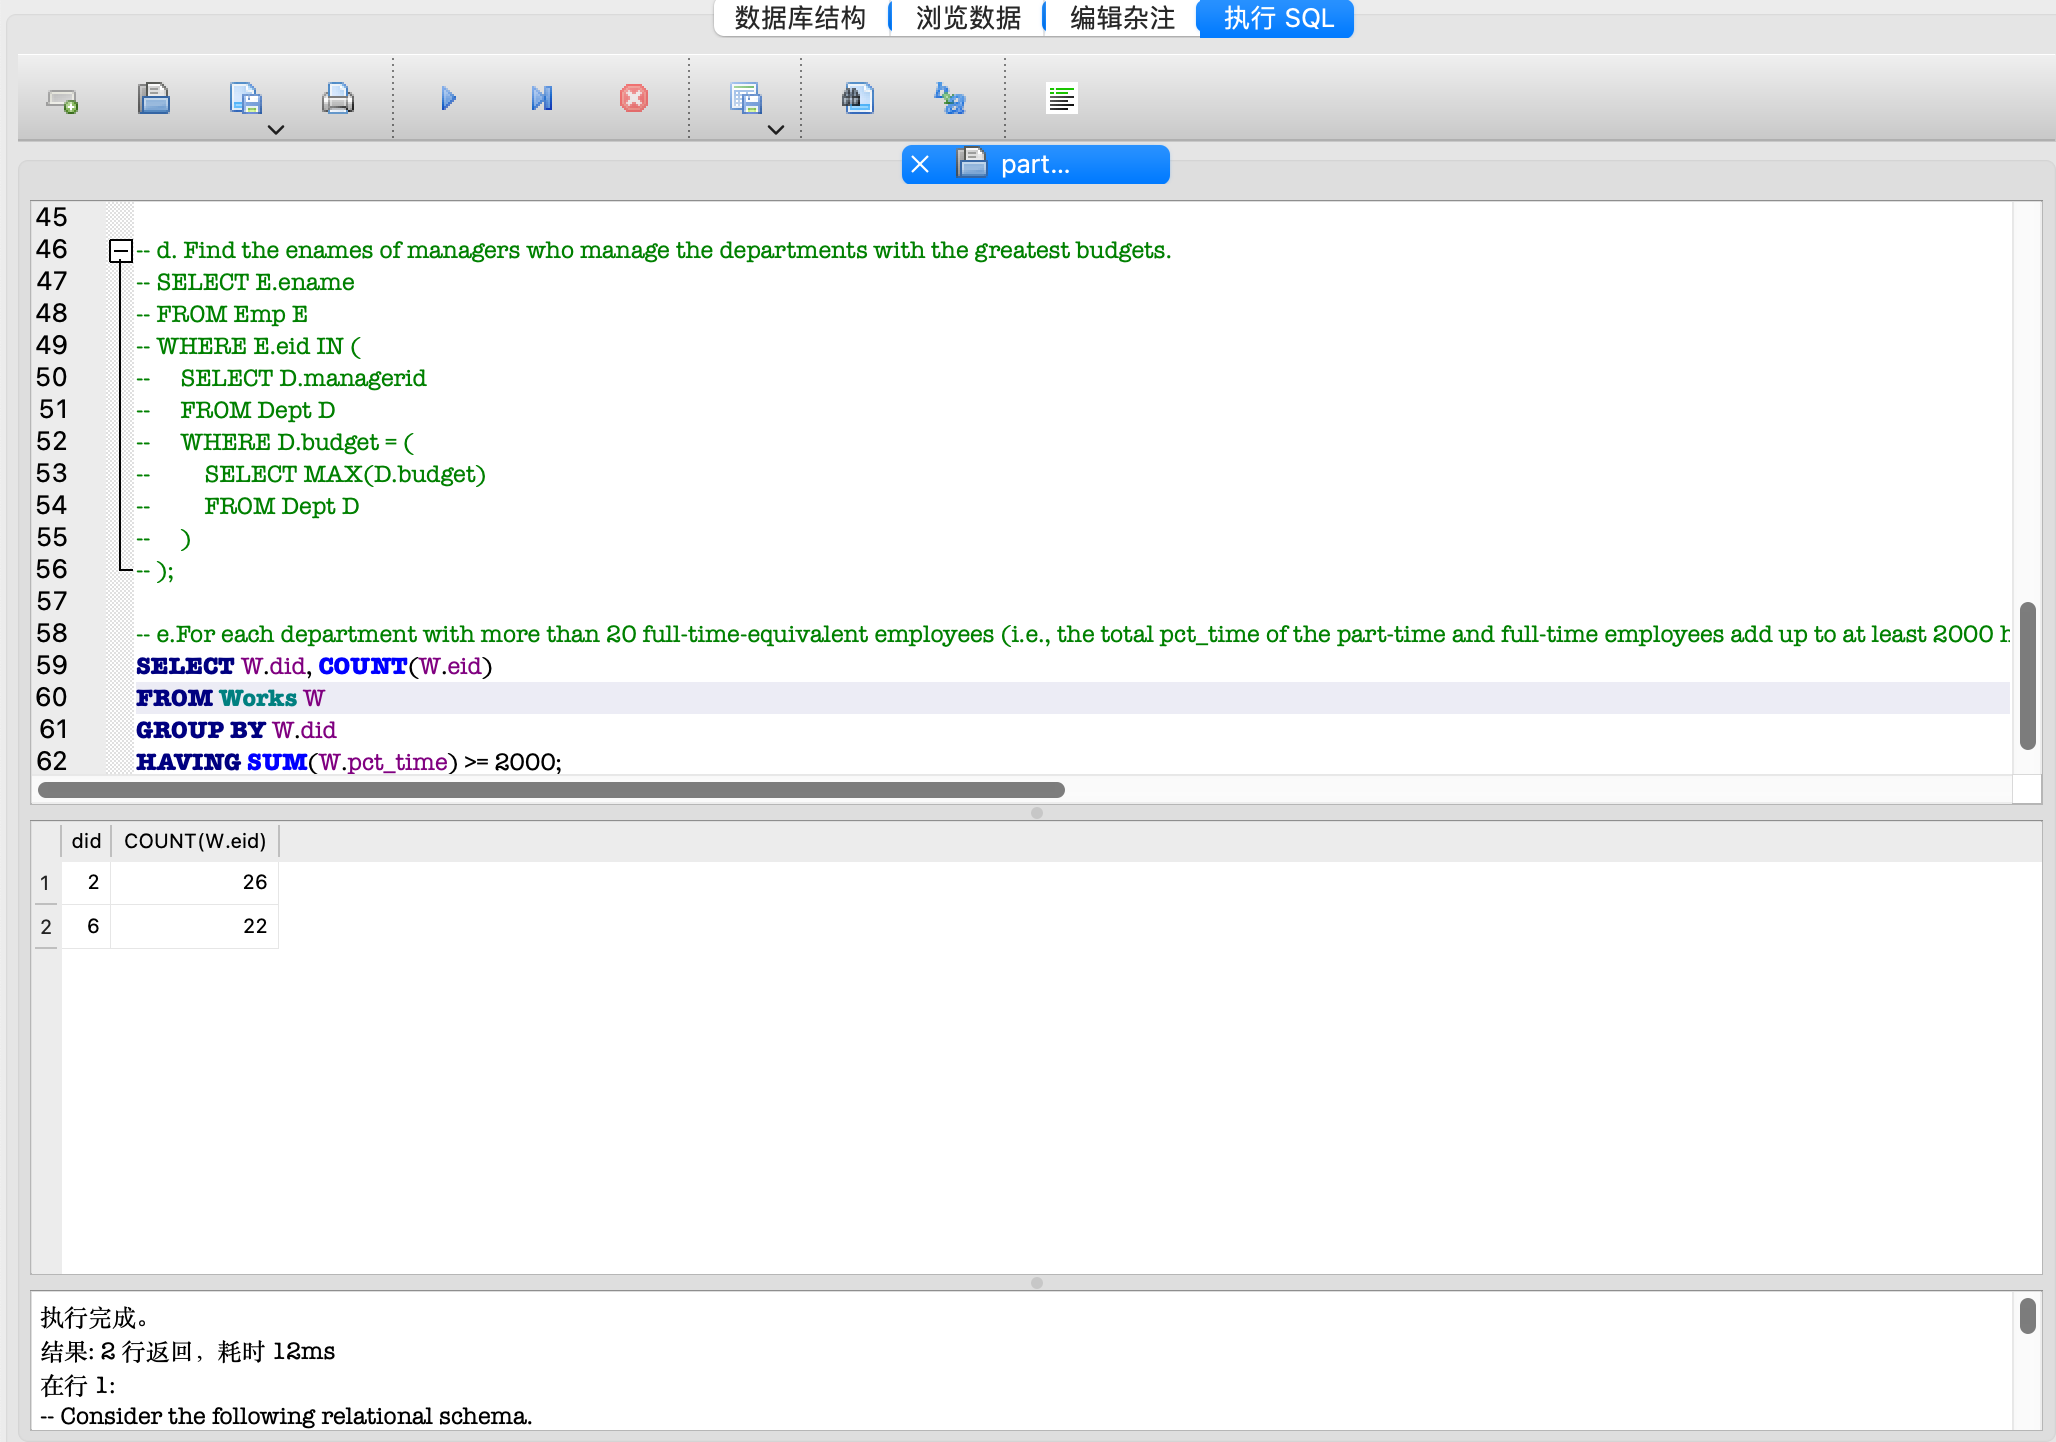 数据库结构 浏览数据 编辑杂注 执行 SQL
part...
45
46 -- d. Find the enames of managers who manage the departments with the greatest budgets.
47 -- SELECT E.ename
48 -- FROM Emp E
49 -- WHERE E.eid IN (
50 --     SELECT D.managerid
51 --     FROM Dept D
52 --     WHERE D.budget = (
53 --         SELECT MAX(D.budget)
54 --         FROM Dept D
55 --     )
56 -- );
57
58 -- e.For each department with more than 20 full-time-equivalent employees (i.e., the total pct_time of the part-time and full-time employees add up to at least 2000 h
59 SELECT W.did, COUNT(W.eid)
60 FROM Works W
61 GROUP BY W.did
62 HAVING SUM(W.pct_time) >= 2000;
did COUNT(W.eid)
1 2 26
2 6 22
执行完成。
结果: 2 行返回，耗时 12ms
在行 1:
-- Consider the following relational schema.